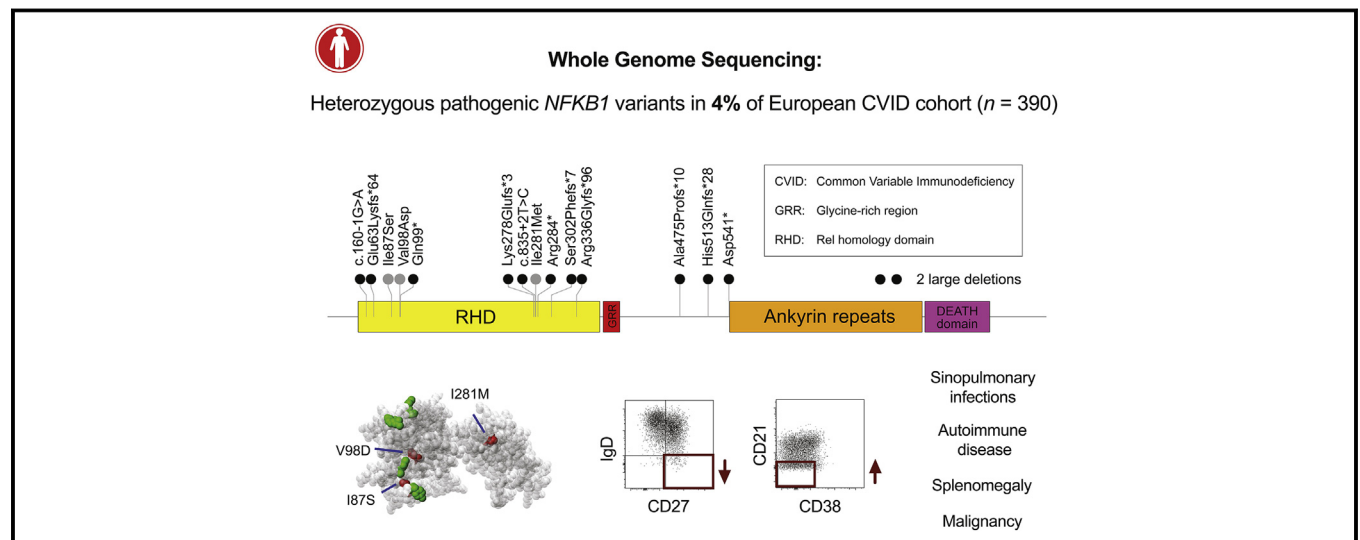 Whole Genome Sequencing:
Heterozygous pathogenic NFKB1 variants in 4% of European CVID cohort (n = 390)
c.160-1G>A
Glu63Lysfs*64
Ile87Ser
Val98Asp
Gln99*
Lys278Glufs*3
c.835+2T>C
Ile281Met
Arg284*
Ser302Phefs*7
Arg336Glyfs*96
Ala475Profs*10
His513Glnfs*28
Asp541*
CVID: Common Variable Immunodeficiency
GRR: Glycine-rich region
RHD: Rel homology domain
2 large deletions
RHD
GRR
Ankyrin repeats
DEATH
domain
I281M
V98D
I87S
IgD
CD27
CD21
CD38
Sinopulmonary
infections
Autoimmune
disease
Splenomegaly
Malignancy